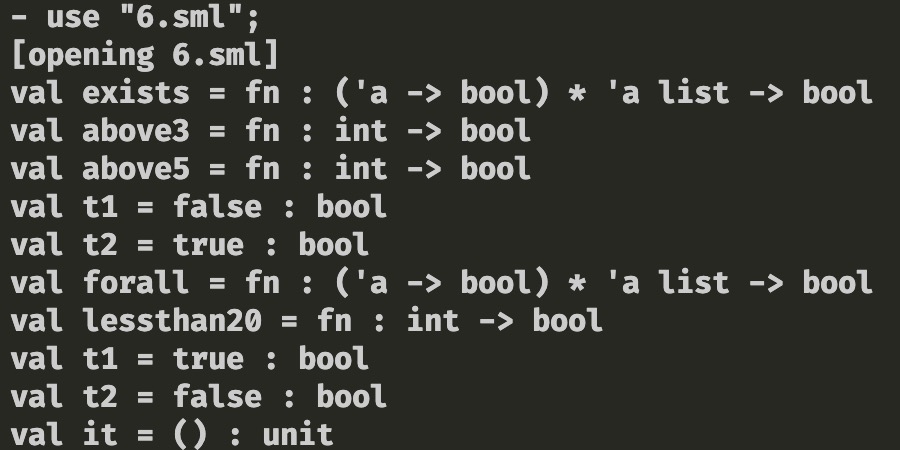 - use "6.sml";
[opening 6.sml]
val exists = fn : ('a -> bool) * 'a list -> bool
val above3 = fn : int -> bool
val above5 = fn : int -> bool
val t1 = false : bool
val t2 = true : bool
val forall = fn : ('a -> bool) * 'a list -> bool
val lessthan20 = fn : int -> bool
val t1 = true : bool
val t2 = false : bool
val it = () : unit